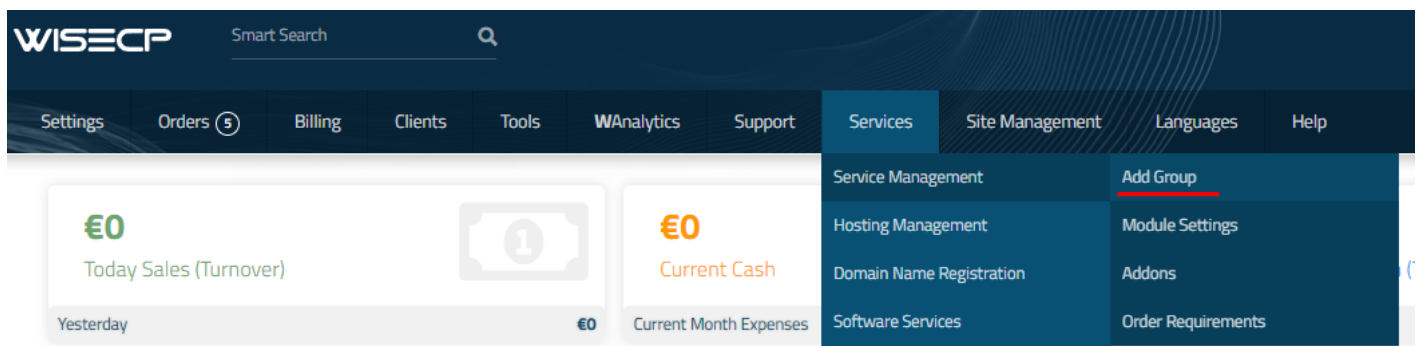 WISECP
Smart Search
Settings
Orders 5
Billing
Clients
Tools
WAnalytics
Support
Services
Site Management
Languages
Help
Service Management
Add Group
Hosting Management
Module Settings
Domain Name Registration
Addons
Software Services
Order Requirements
€0
Today Sales (Turnover)
1
Yesterday €0
€0
Current Cash
Current Month Expenses